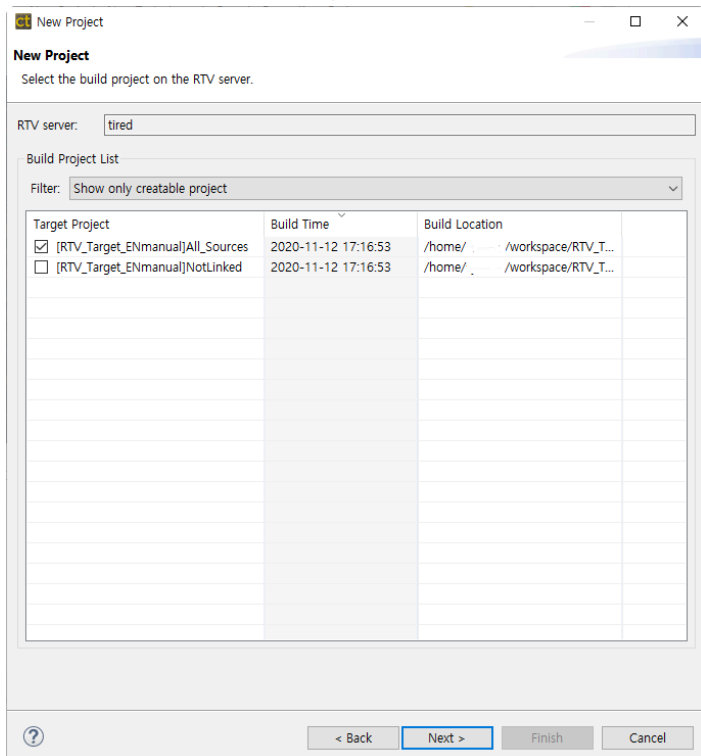 ct New Project
New Project
Select the build project on the RTV server.
RTV server: tired
Build Project List
Filter: Show only creatable project
Target Project Build Time Build Location
[RTV_Target_ENmanual]All_Sources 2020-11-12 17:16:53 /home/ /workspace/RTV_T...
[RTV_Target_ENmanual]NotLinked 2020-11-12 17:16:53 /home/ /workspace/RTV_T...
? < Back Next > Finish Cancel